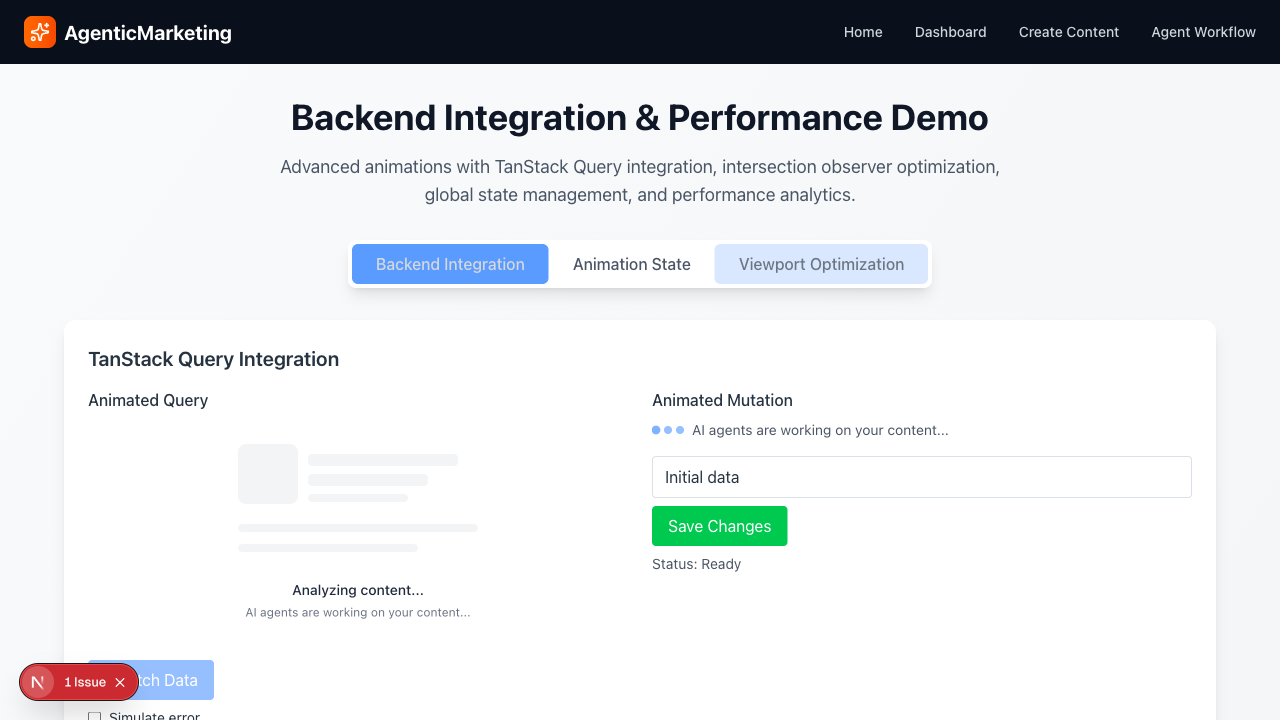 AgenticMarketing
Home
Dashboard
Create Content
Agent Workflow
Backend Integration & Performance Demo
Advanced animations with TanStack Query integration, intersection observer optimization,
global state management, and performance analytics.
Backend Integration
Animation State
Viewport Optimization
TanStack Query Integration
Animated Query
Analyzing content...
AI agents are working on your content...
Animated Mutation
AI agents are working on your content...
Initial data
Save Changes
Status: Ready
Data
1 Issue
Simulate error